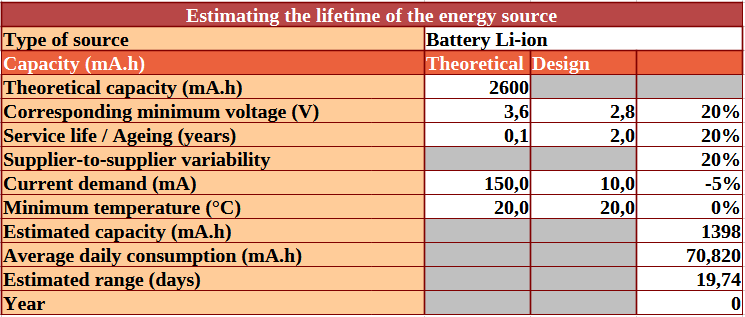 Estimating the lifetime of the energy source
Type of source Battery Li-ion
Capacity (mA.h) Theoretical Design
Theoretical capacity (mA.h) 2600
Corresponding minimum voltage (V) 3,6 2,8 20%
Service life / Ageing (years) 0,1 2,0 20%
Supplier-to-supplier variability 20%
Current demand (mA) 150,0 10,0 -5%
Minimum temperature (°C) 20,0 20,0 0%
Estimated capacity (mA.h) 1398
Average daily consumption (mA.h) 70,820
Estimated range (days) 19,74
Year 0